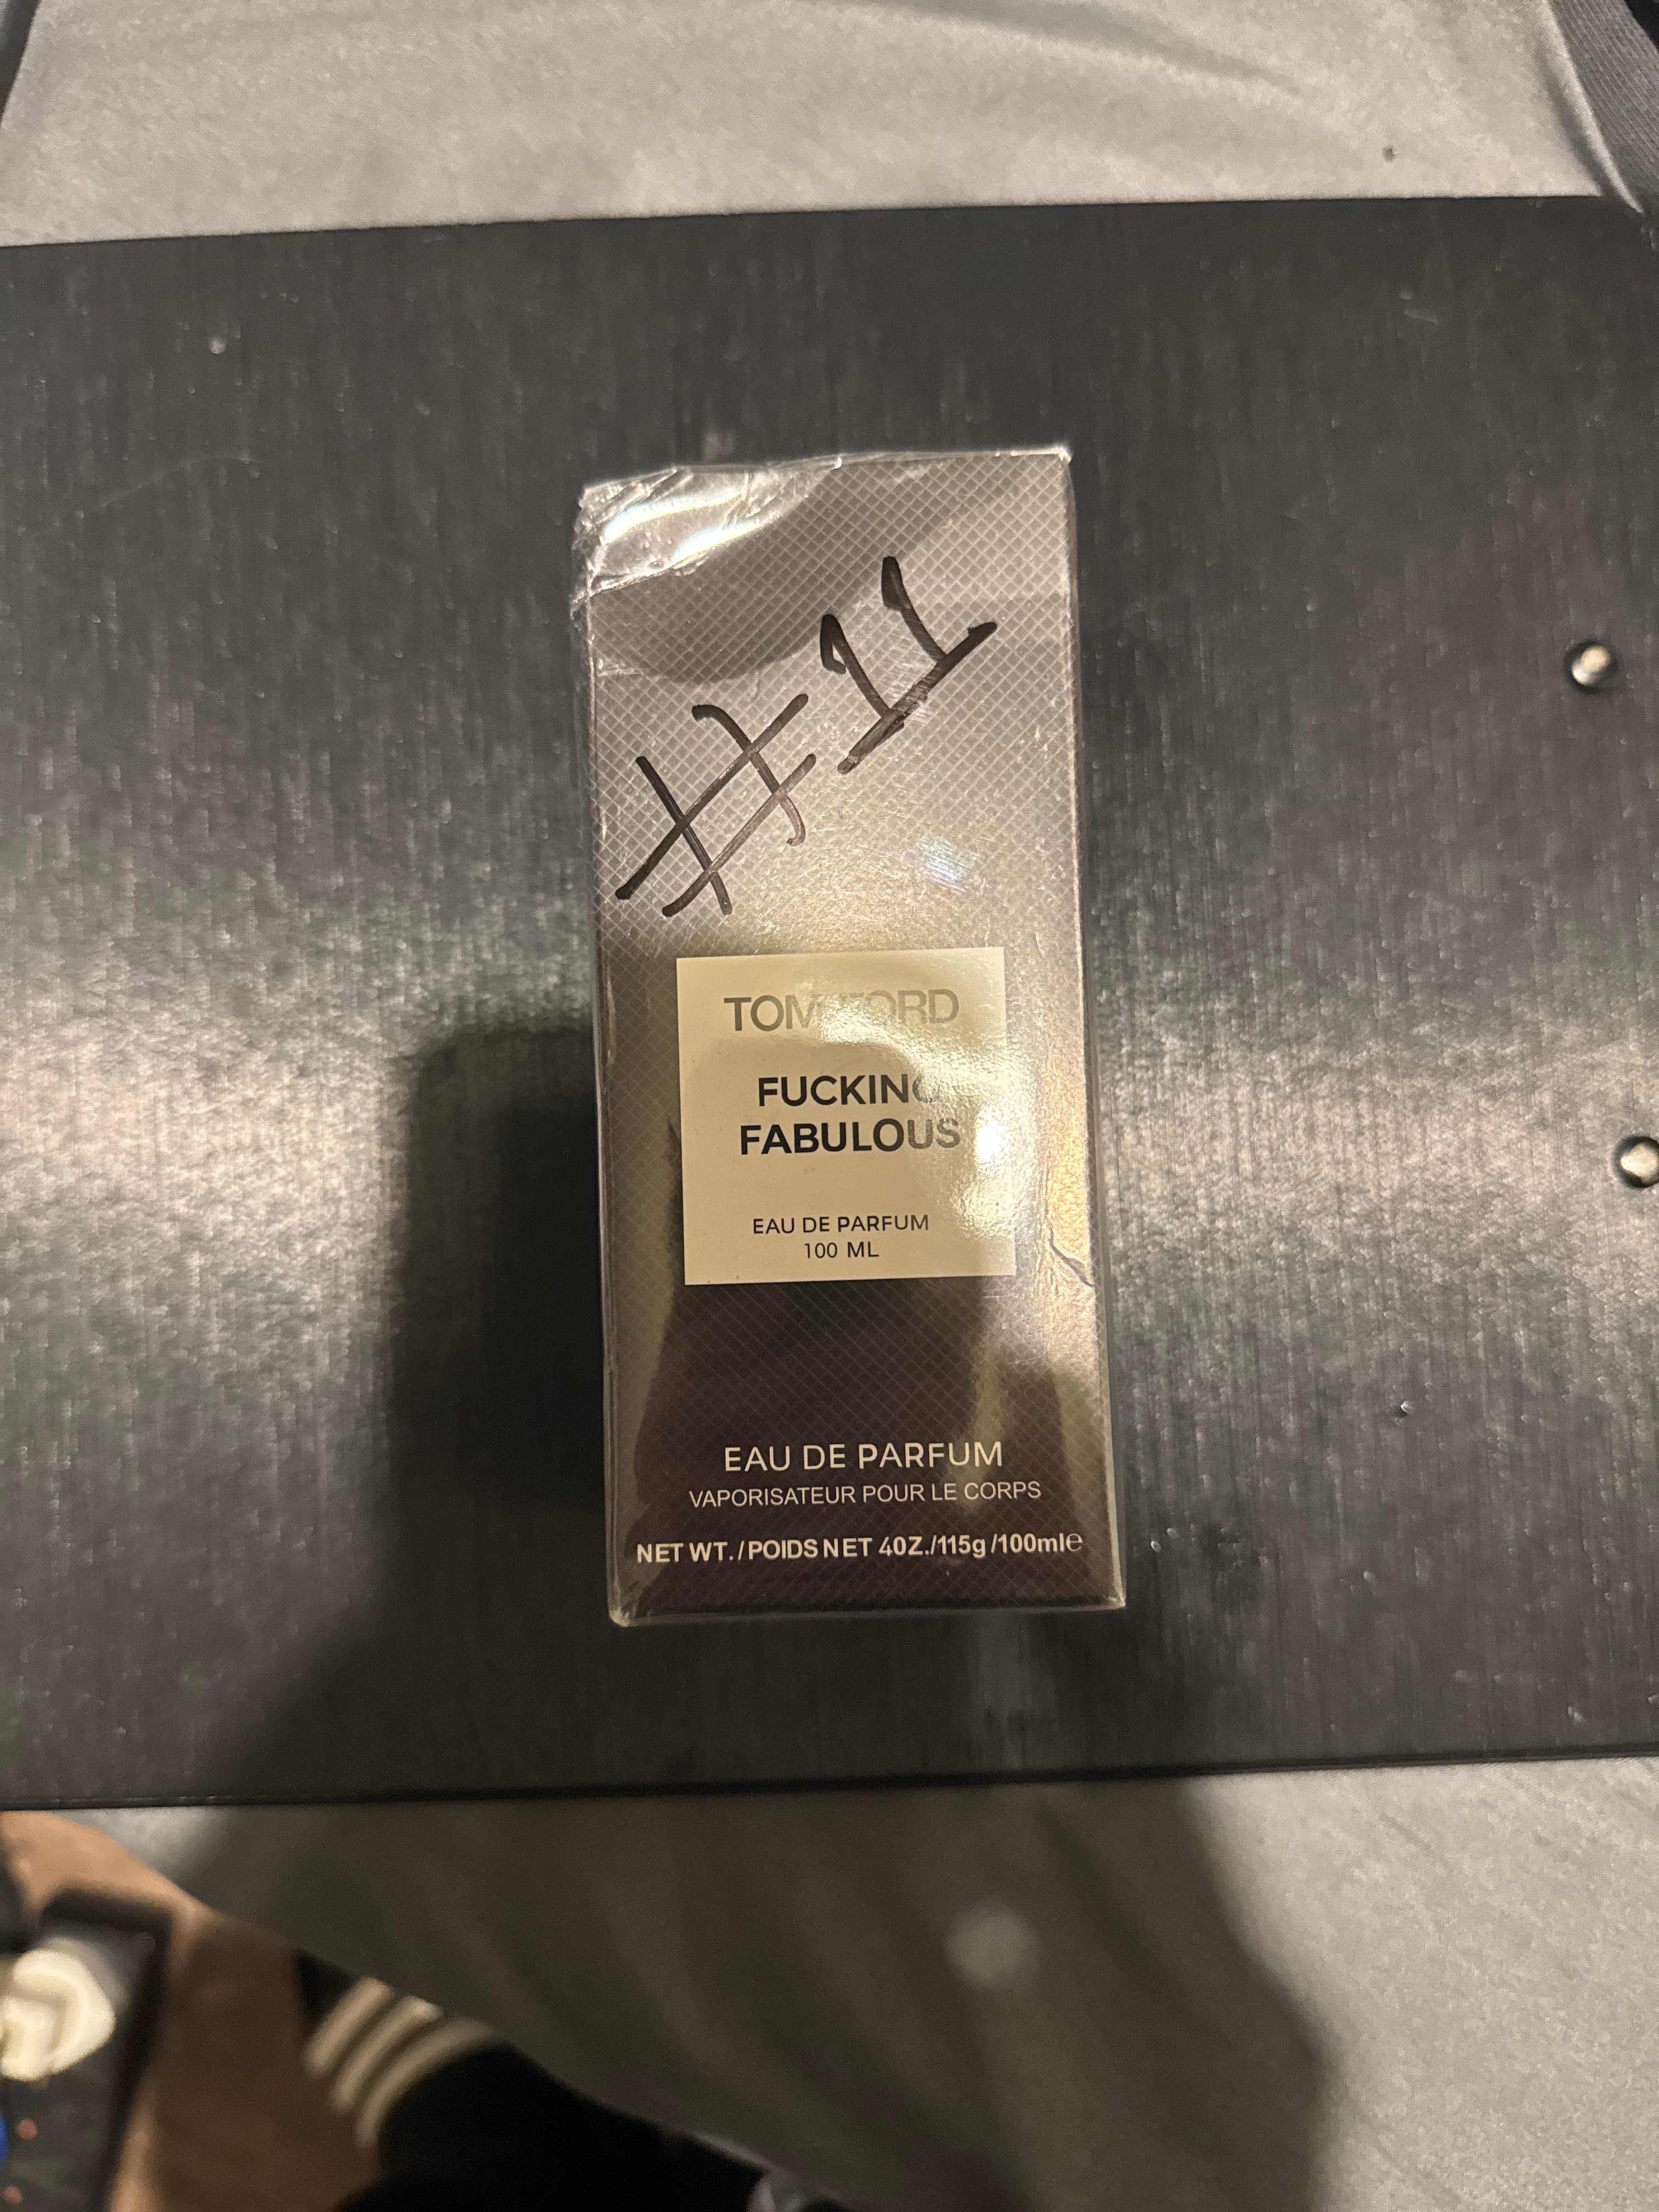 #11
TOM FORD
FUCKING
FABULOUS
EAU DE PARFUM
100 ML
EAU DE PARFUM
VAPORISATEUR POUR LE CORPS
NET WT./POIDS NET 4OZ./115g/100ml℮